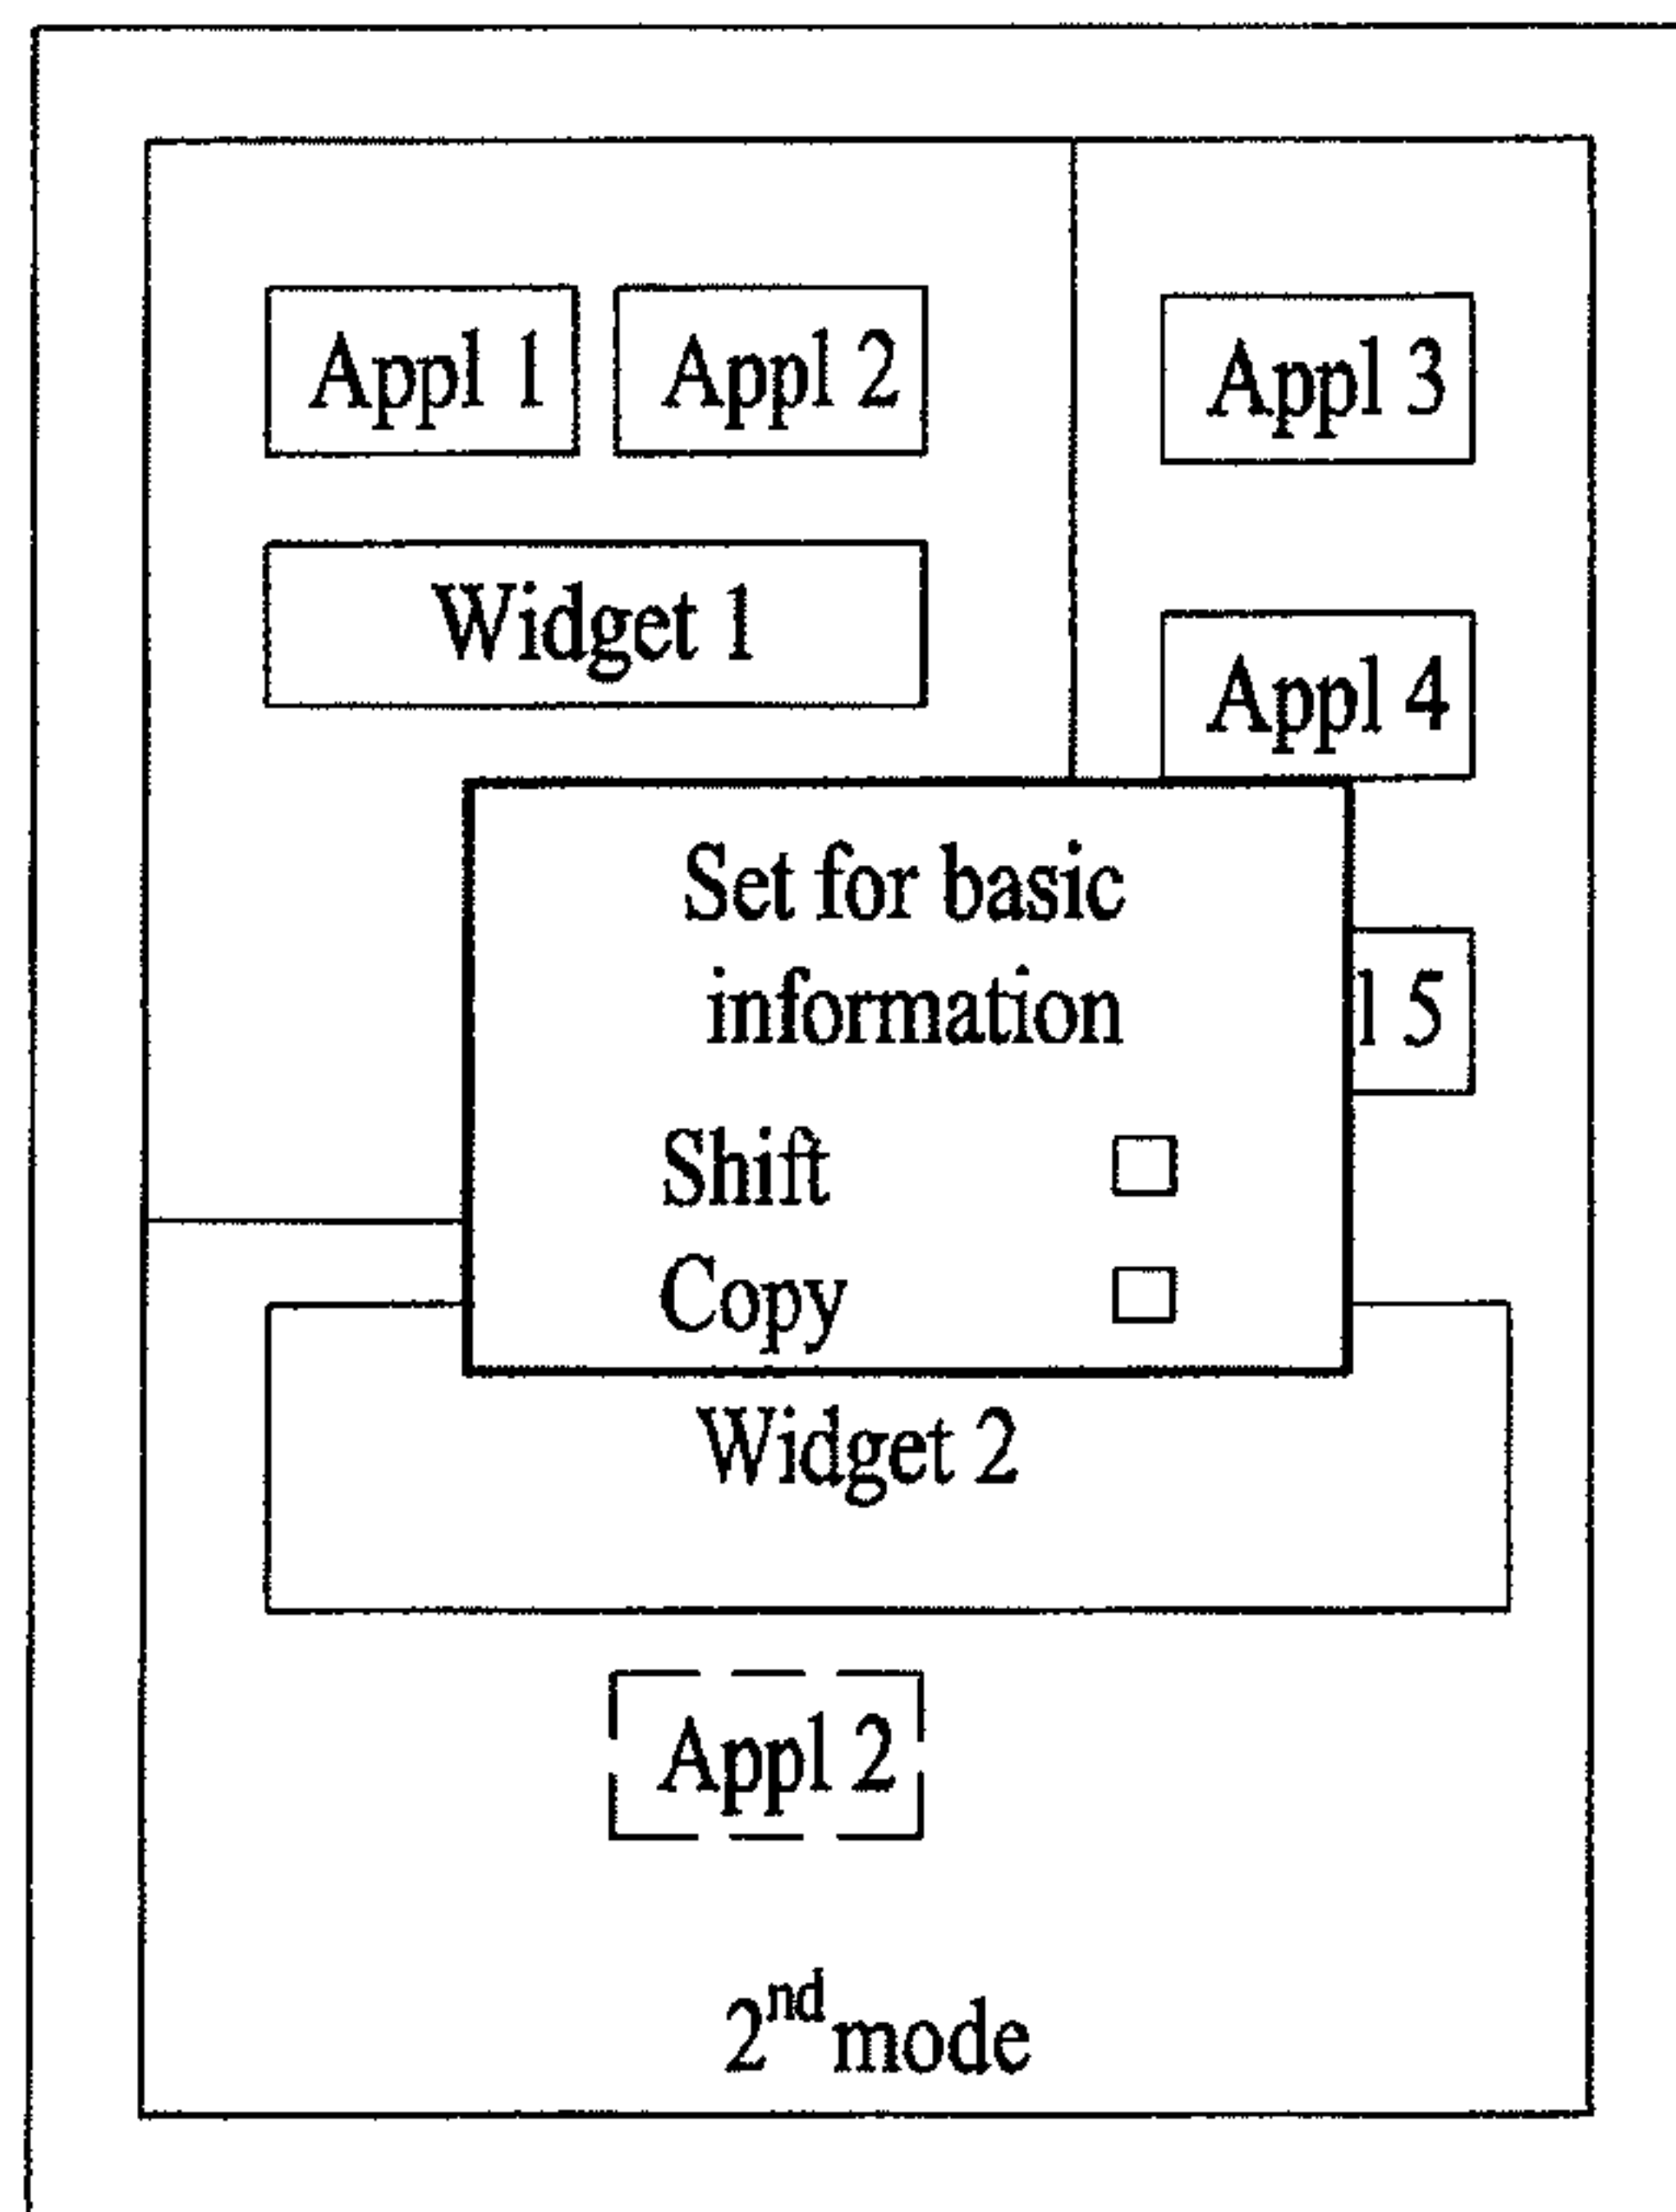 Appl 1 Appl 2 Appl 3
Widget 1
Appl 4
Set for basic
information
l 5
Shift
Copy
Widget 2
Appl 2
2nd mode